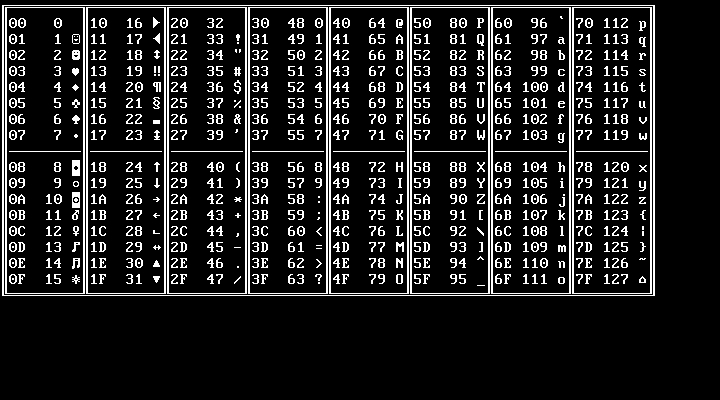 00 0 10 16 ► 20 32 30 48 0 40 64 @ 50 80 P 60 96 ` 70 112 p
01 1 ☺ 11 17 ◄ 21 33 ! 31 49 1 41 65 A 51 81 Q 61 97 a 71 113 q
02 2 ☻ 12 18 ↕ 22 34 " 32 50 2 42 66 B 52 82 R 62 98 b 72 114 r
03 3 ♥ 13 19 ‼ 23 35 # 33 51 3 43 67 C 53 83 S 63 99 c 73 115 s
04 4 ♦ 14 20 ¶ 24 36 $ 34 52 4 44 68 D 54 84 T 64 100 d 74 116 t
05 5 ♣ 15 21 § 25 37 % 35 53 5 45 69 E 55 85 U 65 101 e 75 117 u
06 6 ♠ 16 22 ▬ 26 38 & 36 54 6 46 70 F 56 86 V 66 102 f 76 118 v
07 7 • 17 23 ↨ 27 39 ' 37 55 7 47 71 G 57 87 W 67 103 g 77 119 w
08 8 ◘ 18 24 ↑ 28 40 ( 38 56 8 48 72 H 58 88 X 68 104 h 78 120 x
09 9 ○ 19 25 ↓ 29 41 ) 39 57 9 49 73 I 59 89 Y 69 105 i 79 121 y
0A 10 ◙ 1A 26 → 2A 42 * 3A 58 : 4A 74 J 5A 90 Z 6A 106 j 7A 122 z
0B 11 ♂ 1B 27 ← 2B 43 + 3B 59 ; 4B 75 K 5B 91 [ 6B 107 k 7B 123 {
0C 12 ♀ 1C 28 ∟ 2C 44 , 3C 60 < 4C 76 L 5C 92 \ 6C 108 l 7C 124 ¦
0D 13 ♪ 1D 29 ↔ 2D 45 - 3D 61 = 4D 77 M 5D 93 ] 6D 109 m 7D 125 }
0E 14 ♫ 1E 30 ▲ 2E 46 . 3E 62 > 4E 78 N 5E 94 ^ 6E 110 n 7E 126 ~
0F 15 ☼ 1F 31 ▼ 2F 47 / 3F 63 ? 4F 79 O 5F 95 _ 6F 111 o 7F 127 ⌂